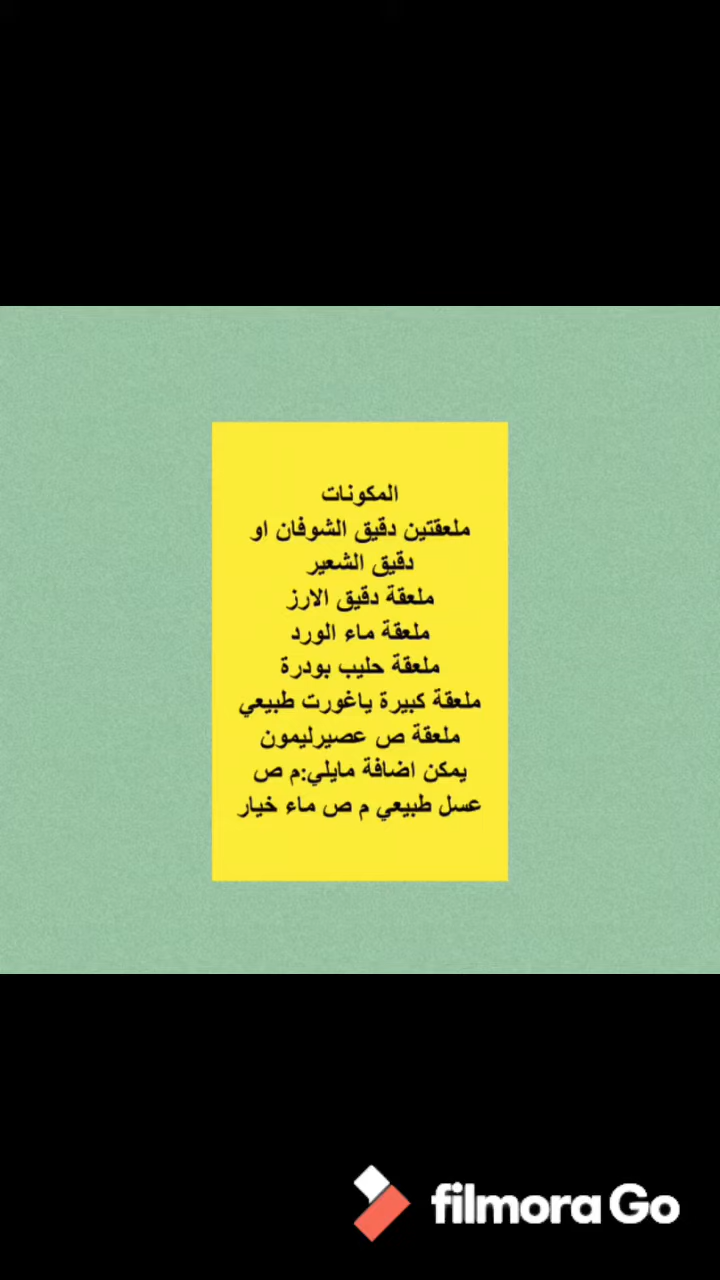 المكونات
ملعقتين دقيق الشوفان او
دقيق الشعير
ملعقة دقيق الارز
ملعقة ماء الورد
ملعقة حليب بودرة
ملعقة كبيرة ياغورت طبيعي
ملعقة ص عصيرليمون
يمكن اضافة مايلي:م ص
عسل طبيعي م ص ماء خيار
filmora Go